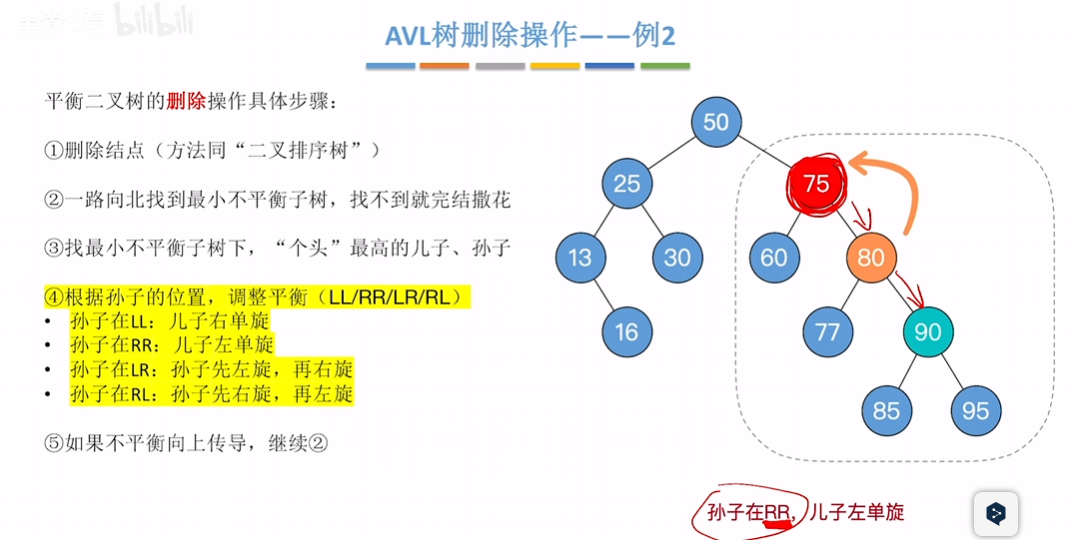 bilibili
AVL树删除操作——例2
平衡二叉树的删除操作具体步骤：
①删除结点（方法同“二叉排序树”）
②一路向北找到最小不平衡子树，找不到就完结撒花
③找最小不平衡子树下，“个头”最高的儿子、孙子
④根据孙子的位置，调整平衡（LL/RR/LR/RL）
• 孙子在LL：儿子右单旋
• 孙子在RR：儿子左单旋
• 孙子在LR：孙子先左旋，再右旋
• 孙子在RL：孙子先右旋，再左旋
⑤如果不平衡向上传导，继续②
50
25
75
13
30
60
80
16
77
90
85
95
孙子在RR，儿子左单旋